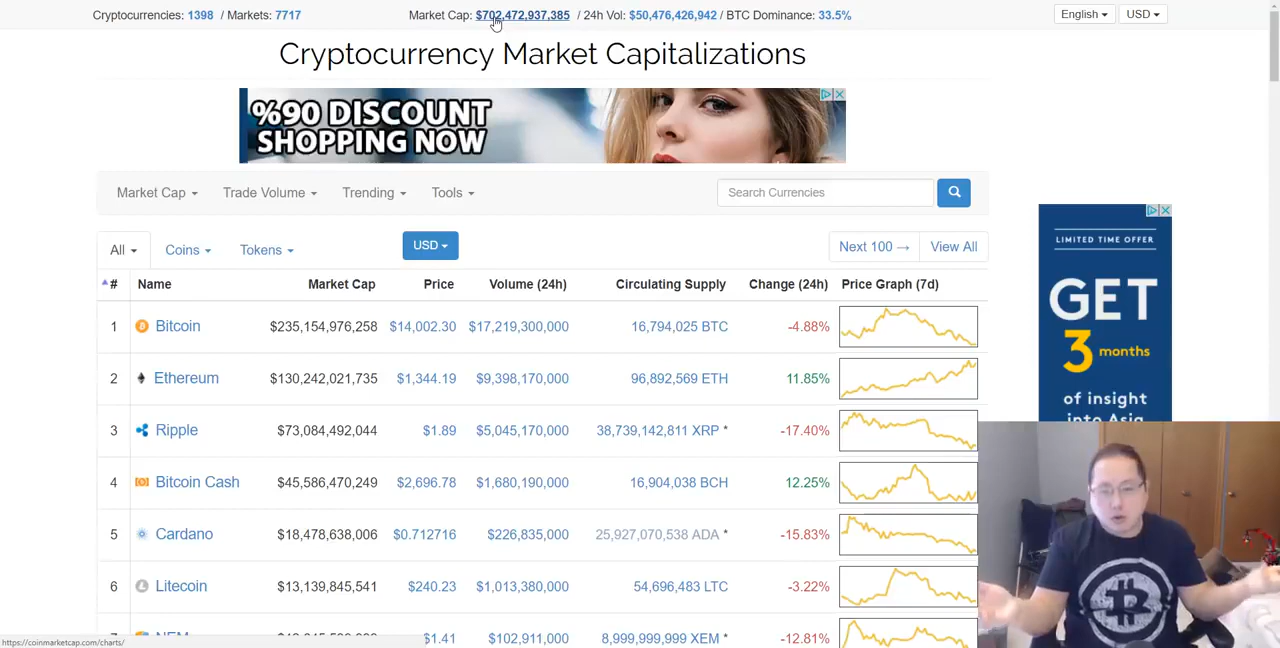 Cryptocurrencies: 1398 / Markets: 7717 Market Cap: $702,472,937,385 / 24h Vol: $50,476,426,942 / BTC Dominance: 33.5% English USD
Cryptocurrency Market Capitalizations
%90 DISCOUNT
SHOPPING NOW
Market Cap Trade Volume Trending Tools Search Currencies
All Coins Tokens USD Next 100 → View All
# Name Market Cap Price Volume (24h) Circulating Supply Change (24h) Price Graph (7d)
1 Bitcoin $235,154,976,258 $14,002.30 $17,219,300,000 16,794,025 BTC -4.88%
2 Ethereum $130,242,021,735 $1,344.19 $9,398,170,000 96,892,569 ETH 11.85%
3 Ripple $73,084,492,044 $1.89 $5,045,170,000 38,739,142,811 XRP * -17.40%
4 Bitcoin Cash $45,586,470,249 $2,696.78 $1,680,190,000 16,904,038 BCH 12.25%
5 Cardano $18,478,638,006 $0.712716 $226,835,000 25,927,070,538 ADA * -15.83%
6 Litecoin $13,139,845,541 $240.23 $1,013,380,000 54,696,483 LTC -3.22%
7 NEM $1.41 $102,911,000 8,999,999,999 XEM * -12.81%
LIMITED TIME OFFER
GET
3 months
of insight
into Asia
https://coinmarketcap.com/charts/